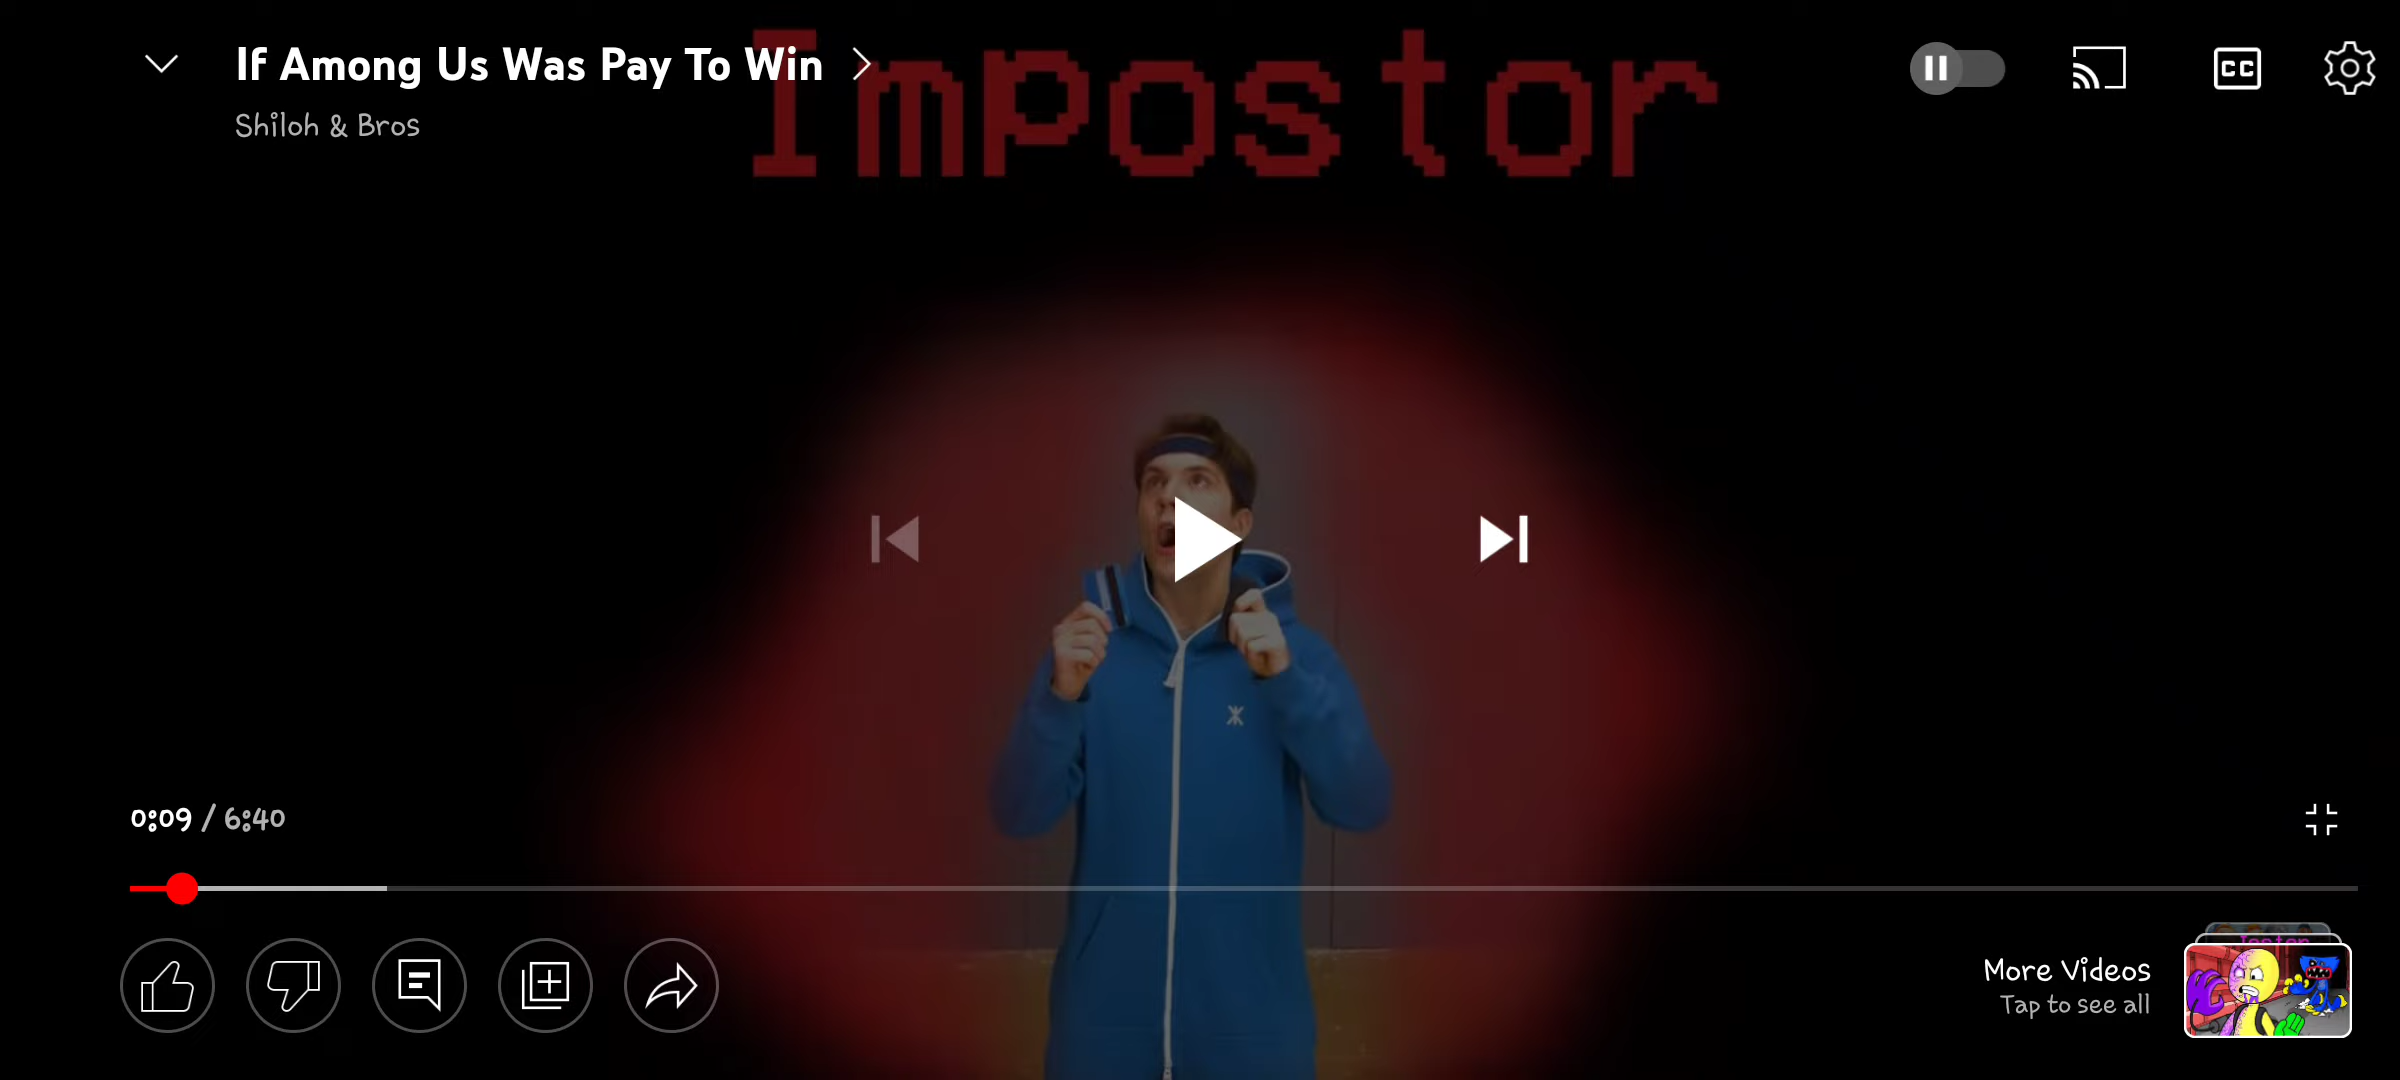 If Among Us Was Pay To Win
Shiloh & Bros
Impostor
CC
0:09 / 6:40
More Videos
Tap to see all